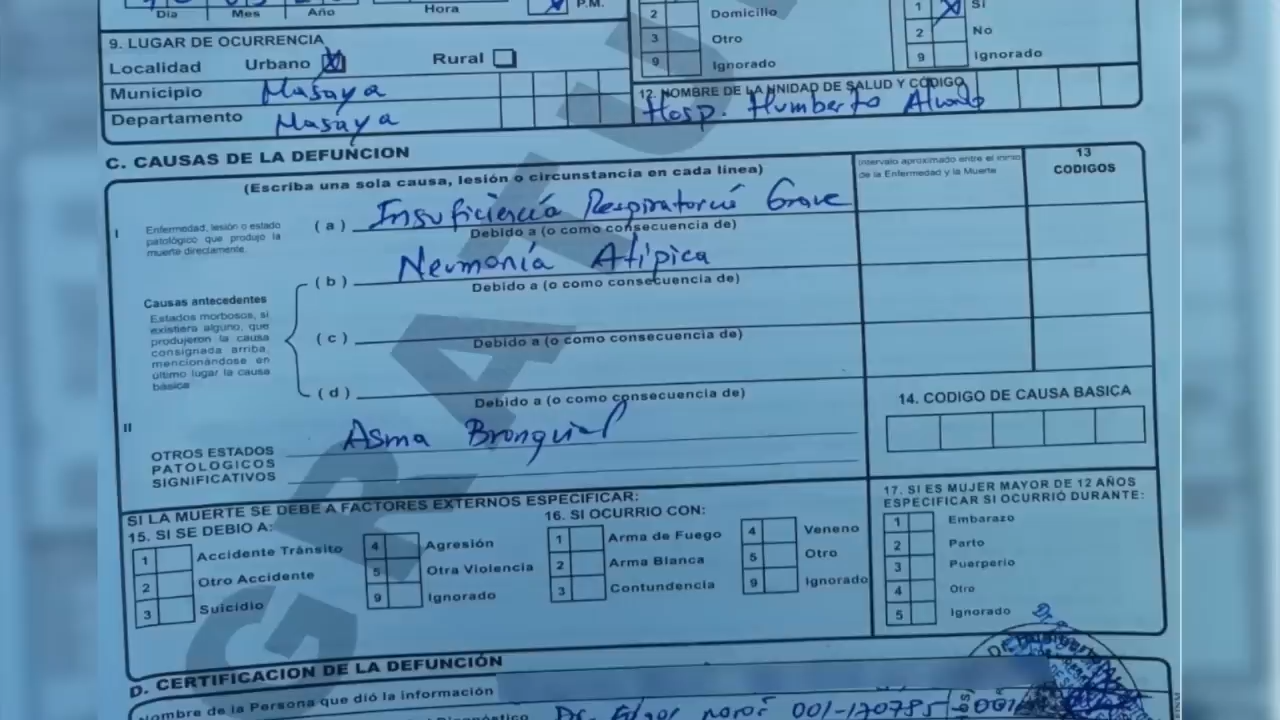 Día Mes Año Hora P.M.
9. LUGAR DE OCURRENCIA
Localidad Urbano Rural
Municipio Masaya
Departamento Masaya
2 Domicilio
3 Otro
9 Ignorado
1 Si
2 No
9 Ignorado
12. NOMBRE DE LA UNIDAD DE SALUD Y CÓDIGO
Hosp. Humberto Alvado
C. CAUSAS DE LA DEFUNCION
(Escriba una sola causa, lesión o circunstancia en cada línea)
Intervalo aproximado entre el inicio
de la Enfermedad y la Muerte
13
CODIGOS
I
Enfermedad, lesión o estado
patológico que produjo la
muerte directamente.
(a) Insuficiencia Respiratoria Grave
Debido a (o como consecuencia de)
(b) Neumonía Atípica
Debido a (o como consecuencia de)
Causas antecedentes
Estados morbosos, si
existiera alguno, que
produjeron la causa
consignada arriba,
mencionándose en
último lugar la causa
básica
(c)
Debido a (o como consecuencia de)
(d)
Debido a (o como consecuencia de)
14. CODIGO DE CAUSA BASICA
II
OTROS ESTADOS
PATOLOGICOS
SIGNIFICATIVOS
Asma Bronquial
SI LA MUERTE SE DEBE A FACTORES EXTERNOS ESPECIFICAR:
15. SI SE DEBIO A:
1 Accidente Tránsito
2 Otro Accidente
3 Suicidio
4 Agresión
5 Otra Violencia
9 Ignorado
16. SI OCURRIO CON:
1 Arma de Fuego
2 Arma Blanca
3 Contundencia
4 Veneno
5 Otro
9 Ignorado
17. SI ES MUJER MAYOR DE 12 AÑOS
ESPECIFICAR SI OCURRIÓ DURANTE:
1 Embarazo
2 Parto
3 Puerperio
4 Otro
5 Ignorado
D. CERTIFICACION DE LA DEFUNCIÓN
Nombre de la Persona que dió la información
001-170785